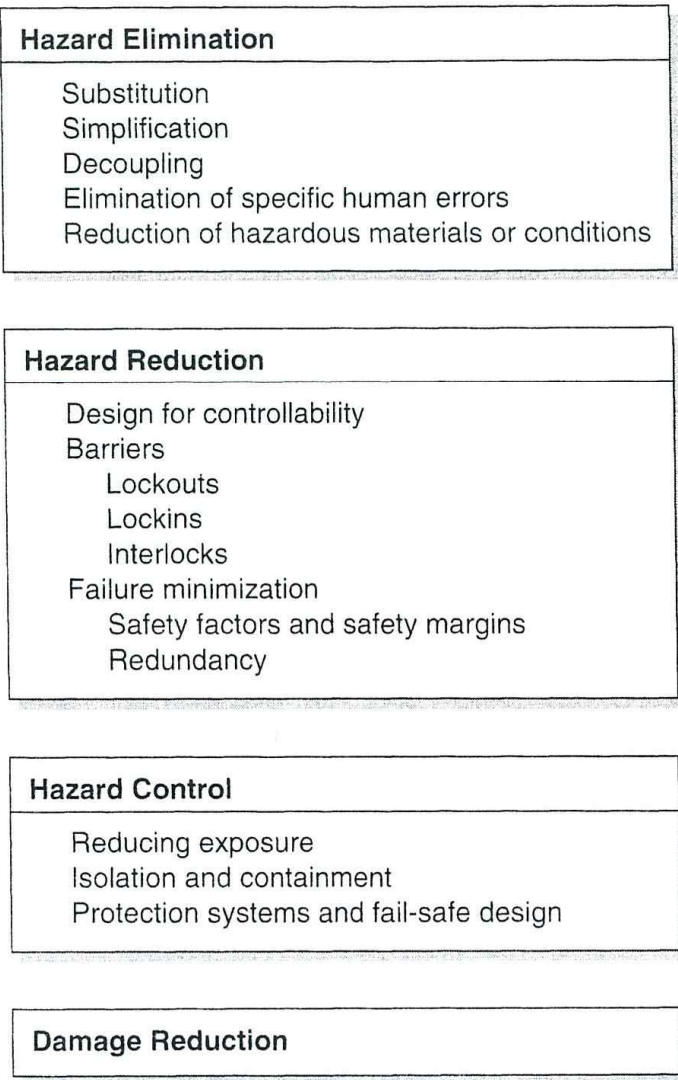 Hazard Elimination
Substitution
Simplification
Decoupling
Elimination of specific human errors
Reduction of hazardous materials or conditions
Hazard Reduction
Design for controllability
Barriers
Lockouts
Lockins
Interlocks
Failure minimization
Safety factors and safety margins
Redundancy
Hazard Control
Reducing exposure
Isolation and containment
Protection systems and fail-safe design
Damage Reduction